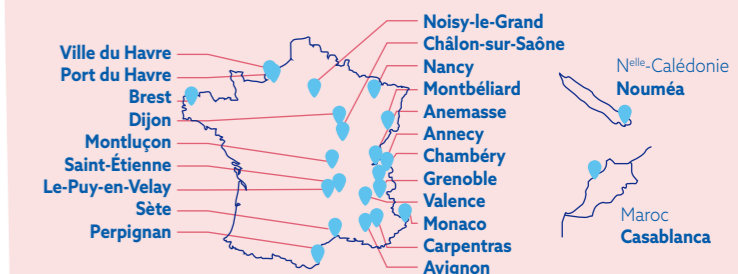 Ville du Havre
Port du Havre
Brest
Dijon
Montluçon
Saint-Étienne
Le-Puy-en-Velay
Sète
Perpignan
Noisy-le-Grand
Châlon-sur-Saône
Nancy
Montbéliard
Anemasse
Annecy
Chambéry
Grenoble
Valence
Monaco
Carpentras
Avignon
Nelle-Calédonie
Nouméa
Maroc
Casablanca